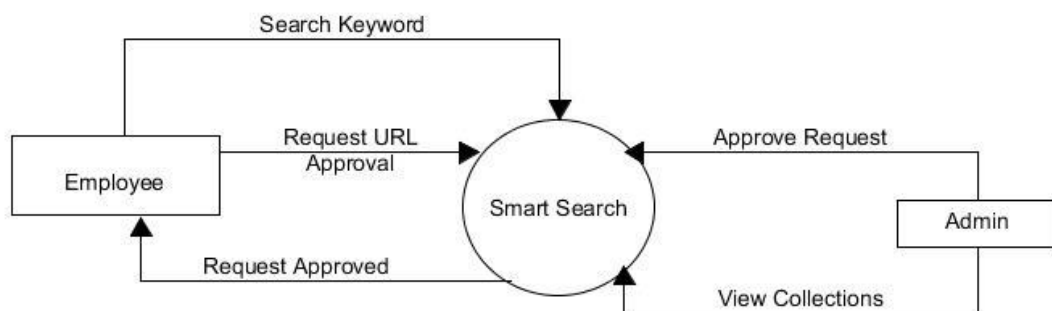 Search Keyword
Request URL
Approval
Approve Request
Employee
Smart Search
Admin
Request Approved
View Collections